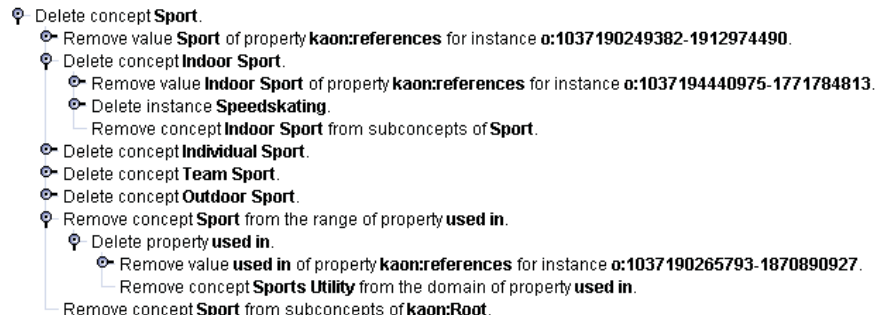 Delete concept Sport.
Remove value Sport of property kaon:references for instance o:1037190249382-1912974490.
Delete concept Indoor Sport.
Remove value Indoor Sport of property kaon:references for instance o:1037194440975-1771784813.
Delete instance Speedskating.
Remove concept Indoor Sport from subconcepts of Sport.
Delete concept Individual Sport.
Delete concept Team Sport.
Delete concept Outdoor Sport.
Remove concept Sport from the range of property used in.
Delete property used in.
Remove value used in of property kaon:references for instance o:1037190265793-1870890927.
Remove concept Sports Utility from the domain of property used in.
Remove concept Sport from subconcepts of kaon:Root.